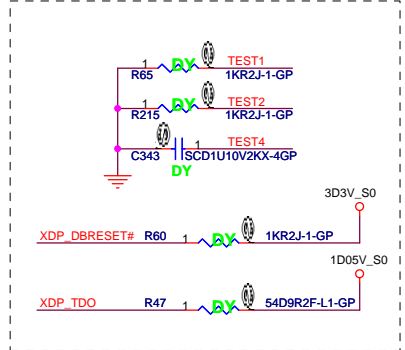 TEST1
1
DY
R65
1KR2J-1-GP
TEST2
1
DY
R215
1KR2J-1-GP
TEST4
1
C343
SCD1U10V2KX-4GP
DY
3D3V_S0
XDP_DBRESET#
R60
1
DY
1KR2J-1-GP
1D05V_S0
XDP_TDO
R47
1
DY
54D9R2F-L1-GP